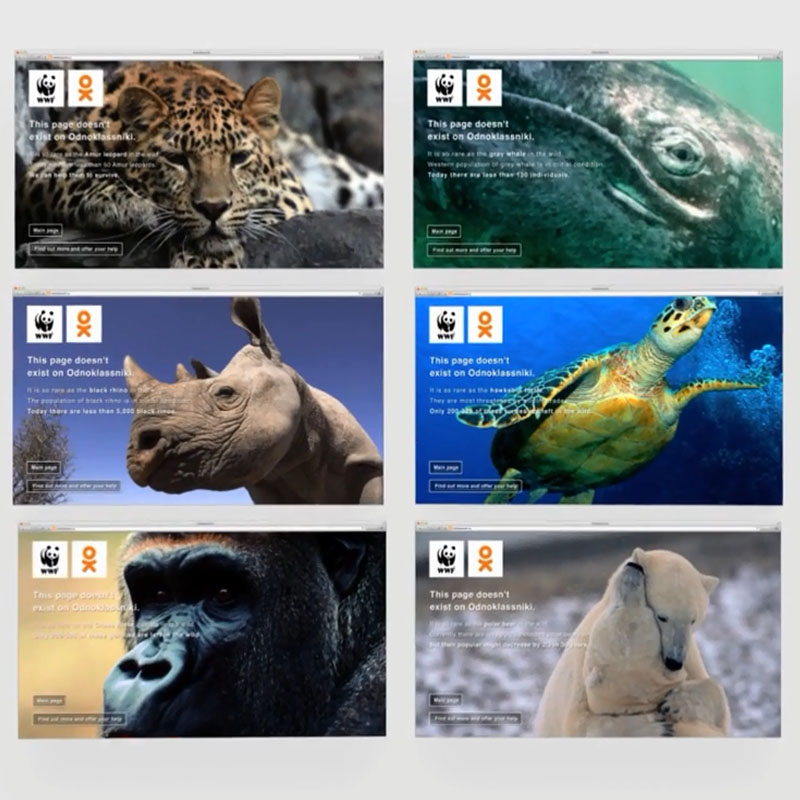 WWF
This page doesn't
exist on Odnoklassniki.
It is so rare as the Amur leopard in the wild.
than 50 Amur leopards
We can help them to survive.
Main page
Find out more and offer your help
WWF
This page doesn't
exist on Odnoklassniki.
It is so rare as the gray whale in the wild.
Western population of gray whale is in critical condition.
Today there are less than 130 individuals.
Main page
Find out more and offer your help
WWF
This page doesn't
exist on Odnoklassniki.
It is so rare as the black rhino in the
The population of black rhino is in
Today there are less than 5,000 black rhinos
Main page
Find out more and offer your help
WWF
This page doesn't
exist on Odnoklassniki.
It is so rare as the hawksbill
They are most
Only 200 left in the wild.
Main page
Find out more and offer your help
WWF
This page doesn't
exist on Odnoklassniki.
are left in the wild.
Main page
Find out more and offer your help
WWF
This page doesn't
exist on Odnoklassniki.
It is so rare as the polar bear in the wild.
Currently there are
But their popular might decrease by
Main page
Find out more and offer your help